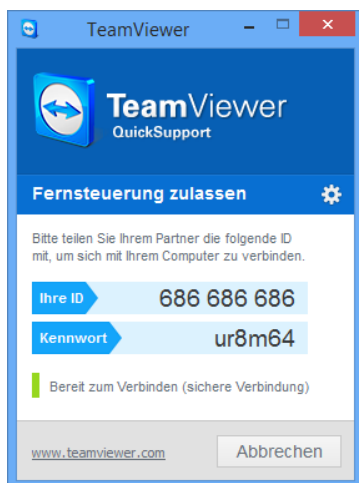 TeamViewer
TeamViewer
QuickSupport
Fernsteuerung zulassen
Bitte teilen Sie Ihrem Partner die folgende ID
mit, um sich mit Ihrem Computer zu verbinden.
Ihre ID 686 686 686
Kennwort ur8m64
Bereit zum Verbinden (sichere Verbindung)
www.teamviewer.com Abbrechen